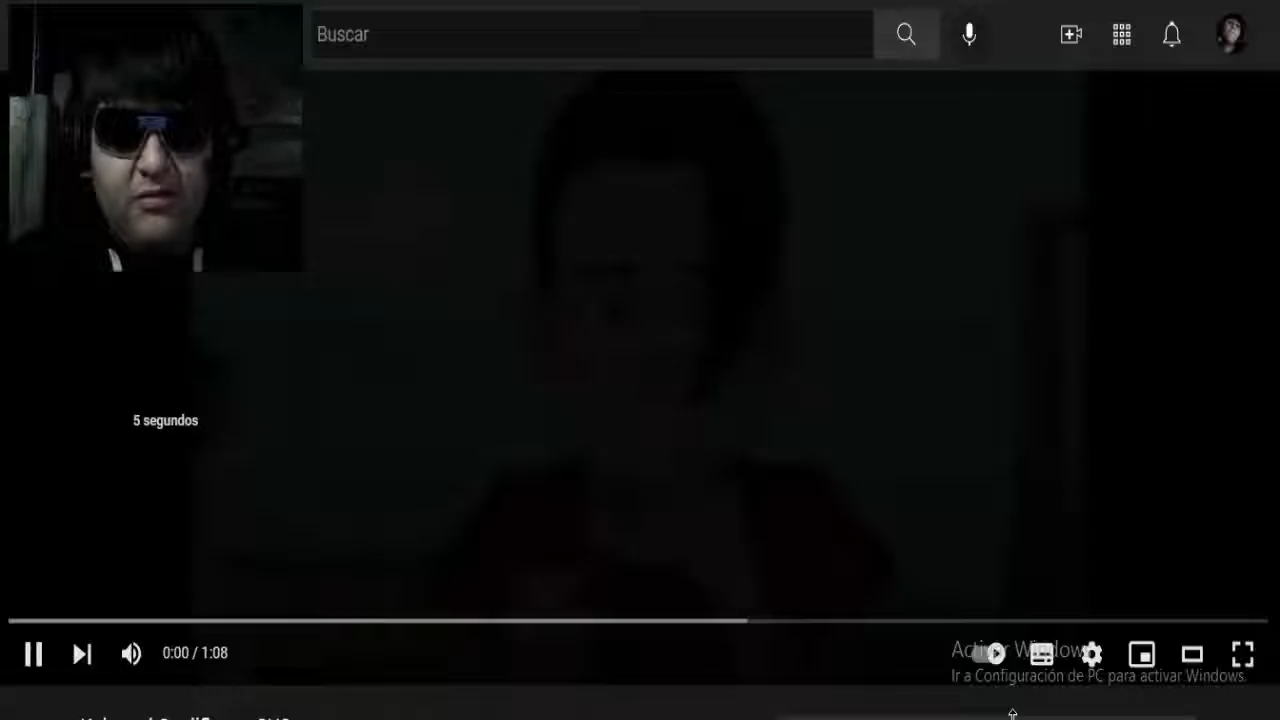 Buscar
5 segundos
0:00 / 1:08
Activar Windows
Ir a Configuración de PC para activar Windows.